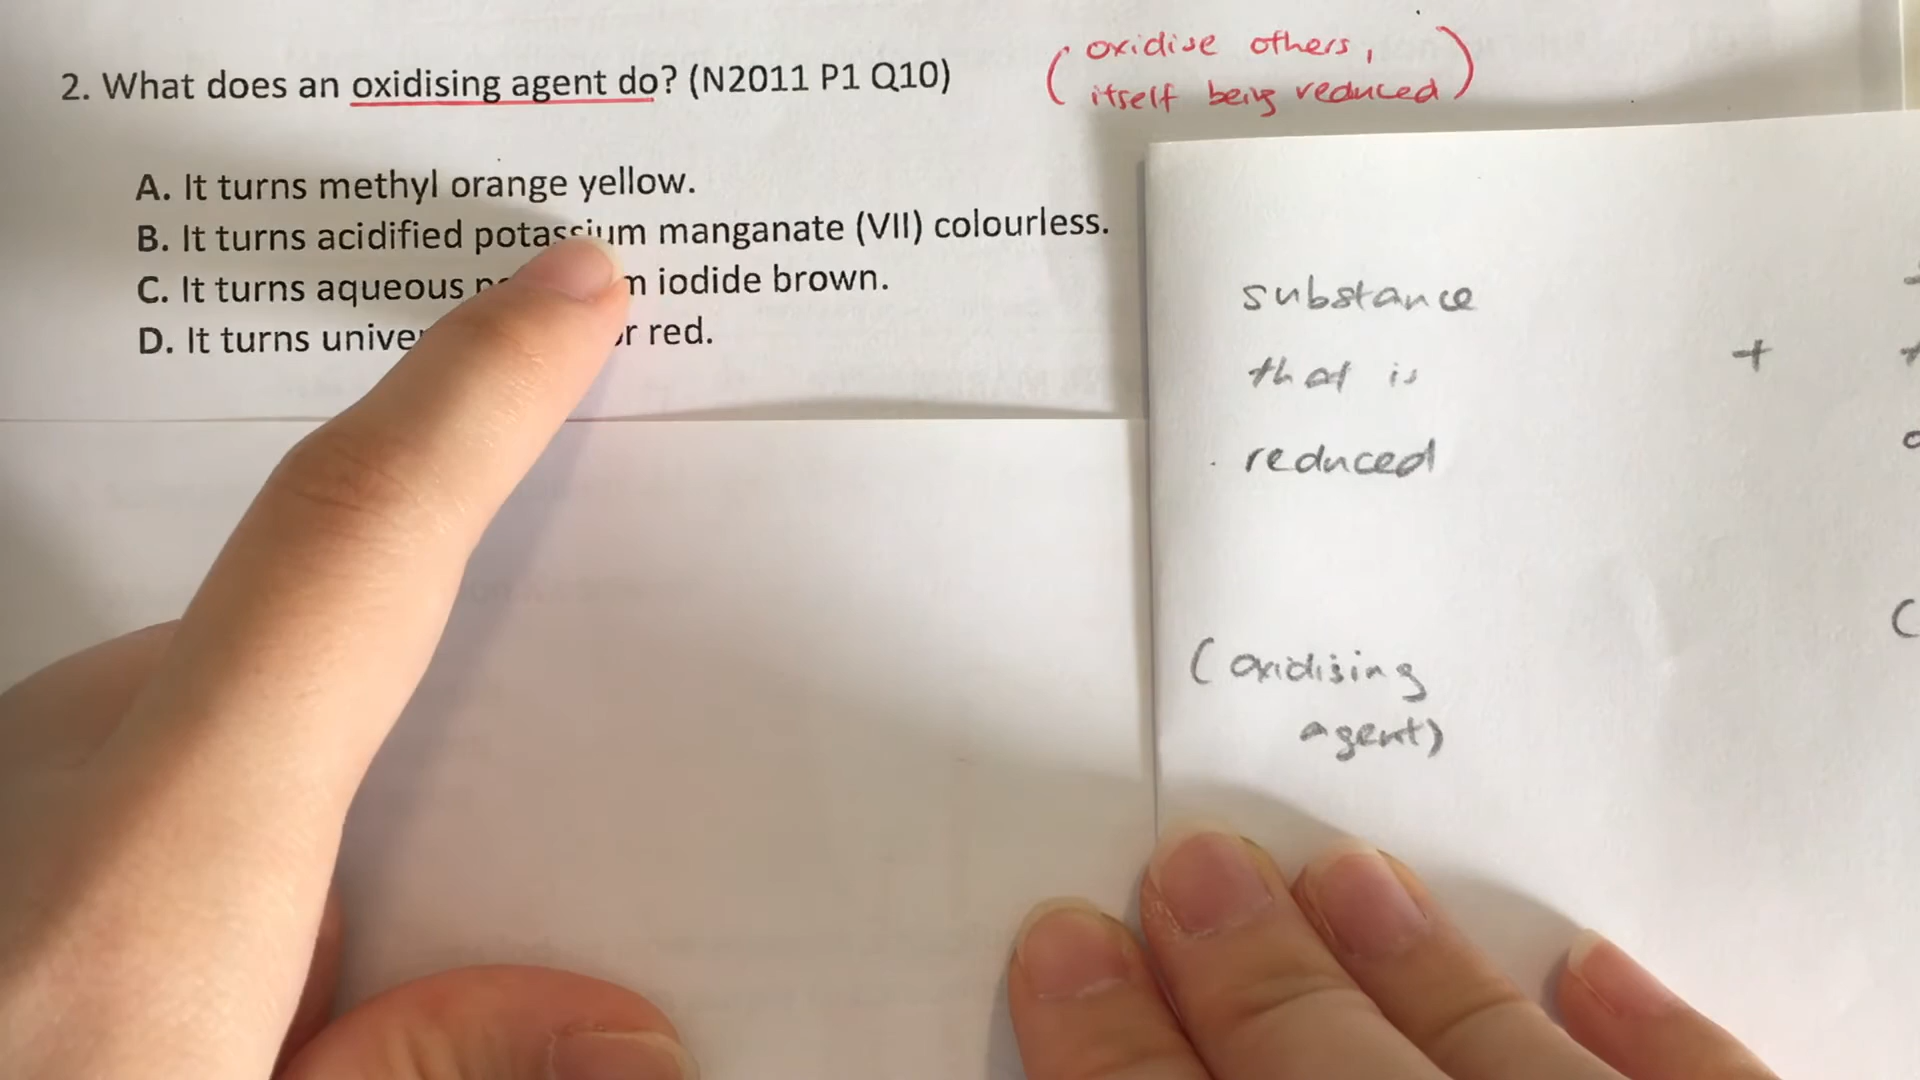 2. What does an oxidising agent do? (N2011 P1 Q10)
(oxidise others,
itself being reduced)
A. It turns methyl orange yellow.
B. It turns acidified potassium manganate (VII) colourless.
C. It turns aqueous iodide brown.
D. It turns red.
substance
that is
+
reduced
(oxidising
agent)
(